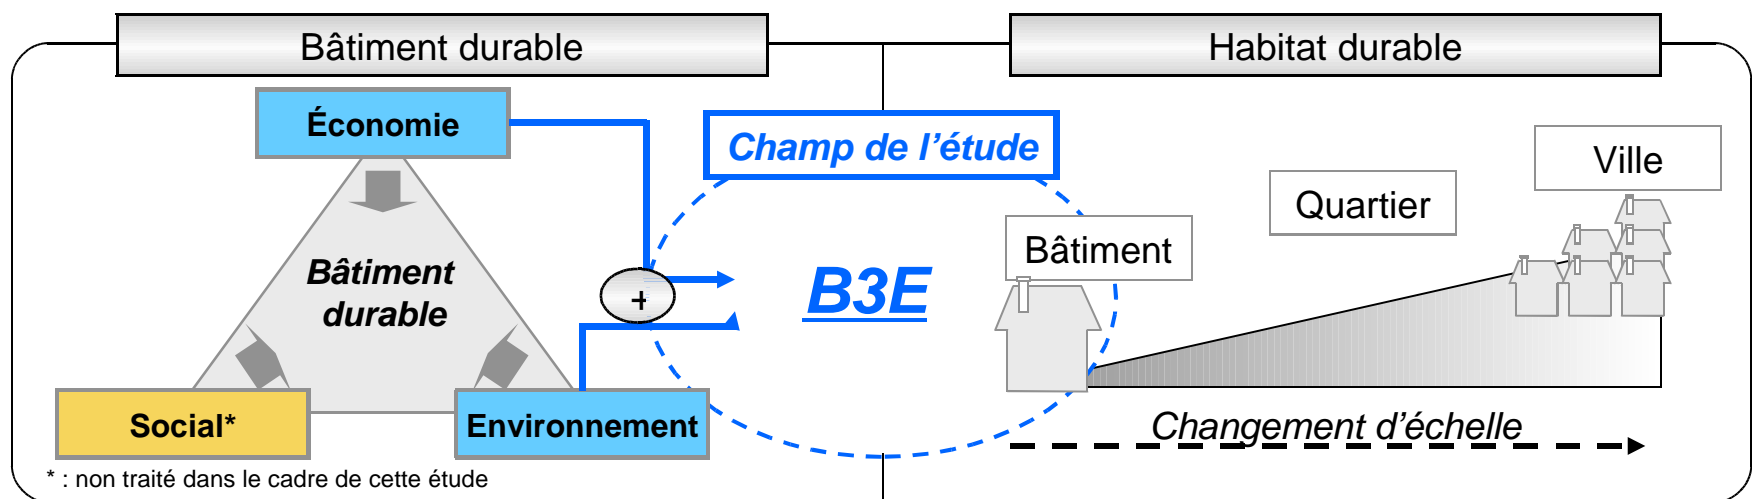 Bâtiment durable
Habitat durable
Économie
Champ de l’étude
Ville
Quartier
Bâtiment
Bâtiment
durable
+
B3E
Social*
Environnement
Changement d’échelle
* : non traité dans le cadre de cette étude